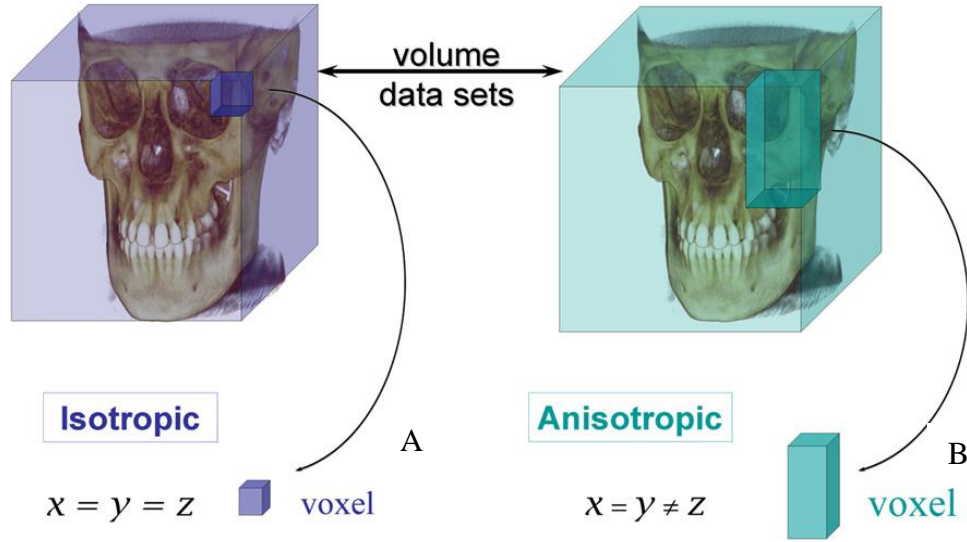 volume
data sets
Isotropic
Anisotropic
A
B
x = y = z
voxel
x = y ≠ z
voxel